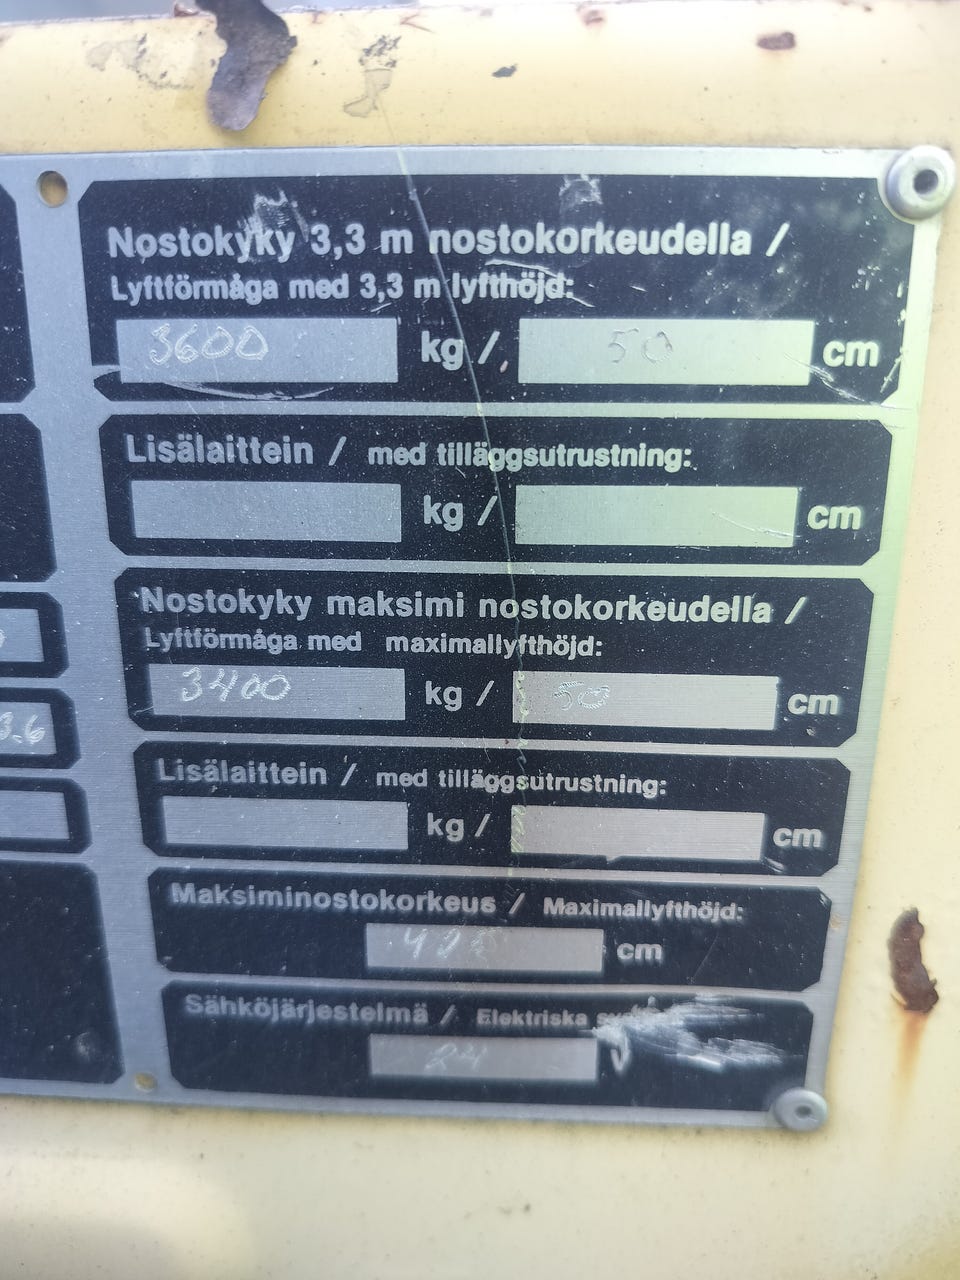 Nostokyky 3,3 m nostokorkeudella /
Lyftförmåga med 3,3 m lyfthöjd:
3600 kg / 50 cm
Lisälaittein / med tilläggsutrustning:
kg / cm
Nostokyky maksimi nostokorkeudella /
Lyftförmåga med maximallyfthöjd:
3400 kg / 50 cm
Lisälaittein / med tilläggsutrustning:
kg / cm
3.6
Maksiminostokorkeus / Maximallyfthöjd:
cm
Sähköjärjestelmä / Elektriska
24 V